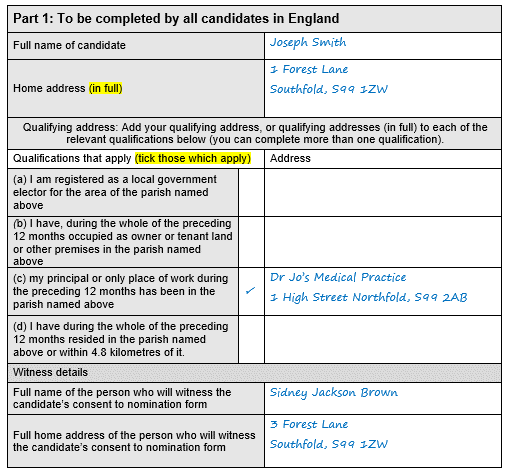 Part 1: To be completed by all candidates in England
Full name of candidate
Joseph Smith
Home address (in full)
1 Forest Lane
Southfold, S99 1ZW
Qualifying address: Add your qualifying address, or qualifying addresses (in full) to each of the
relevant qualifications below (you can complete more than one qualification).
Qualifications that apply (tick those which apply)
Address
(a) I am registered as a local government
elector for the area of the parish named
above
(b) I have, during the whole of the preceding
12 months occupied as owner or tenant land
or other premises in the parish named
above
(c) my principal or only place of work during
the preceding 12 months has been in the
parish named above
✓
Dr Jo's Medical Practice
1 High Street Northfold, S99 2AB
(d) I have during the whole of the preceding
12 months resided in the parish named
above or within 4.8 kilometres of it.
Witness details
Full name of the person who will witness the
candidate's consent to nomination form
Sidney Jackson Brown
Full home address of the person who will witness
the candidate's consent to nomination form
3 Forest Lane
Southfold, S99 1ZW